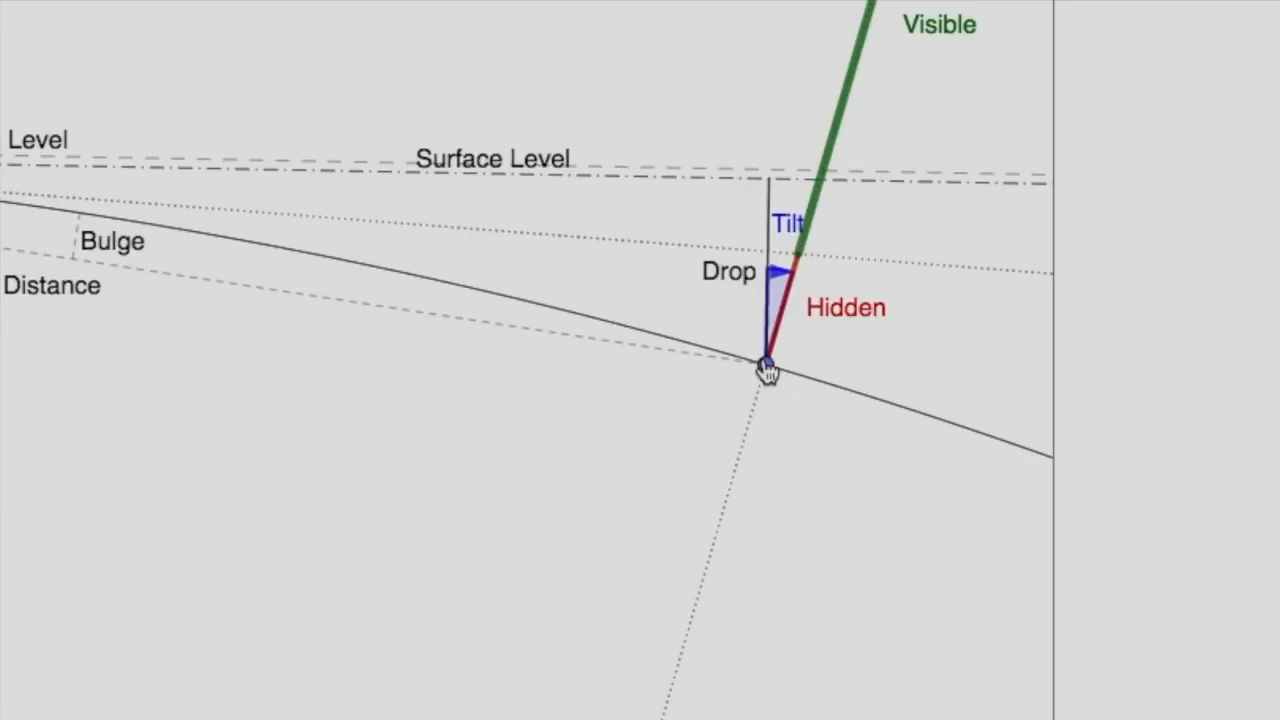 Visible
Level
Surface Level
Tilt
Bulge
Drop
Distance
Hidden